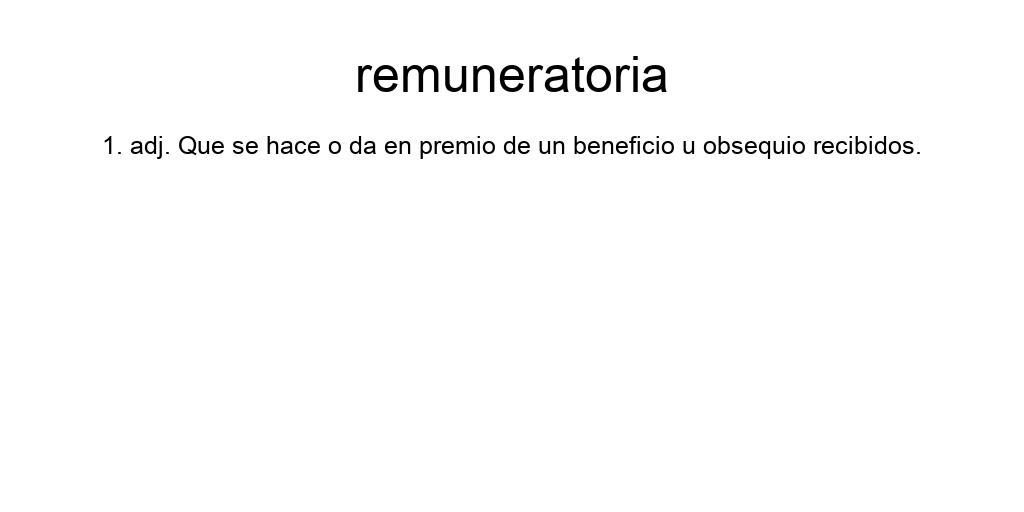 remuneratoria
1. adj. Que se hace o da en premio de un beneficio u obsequio recibidos.